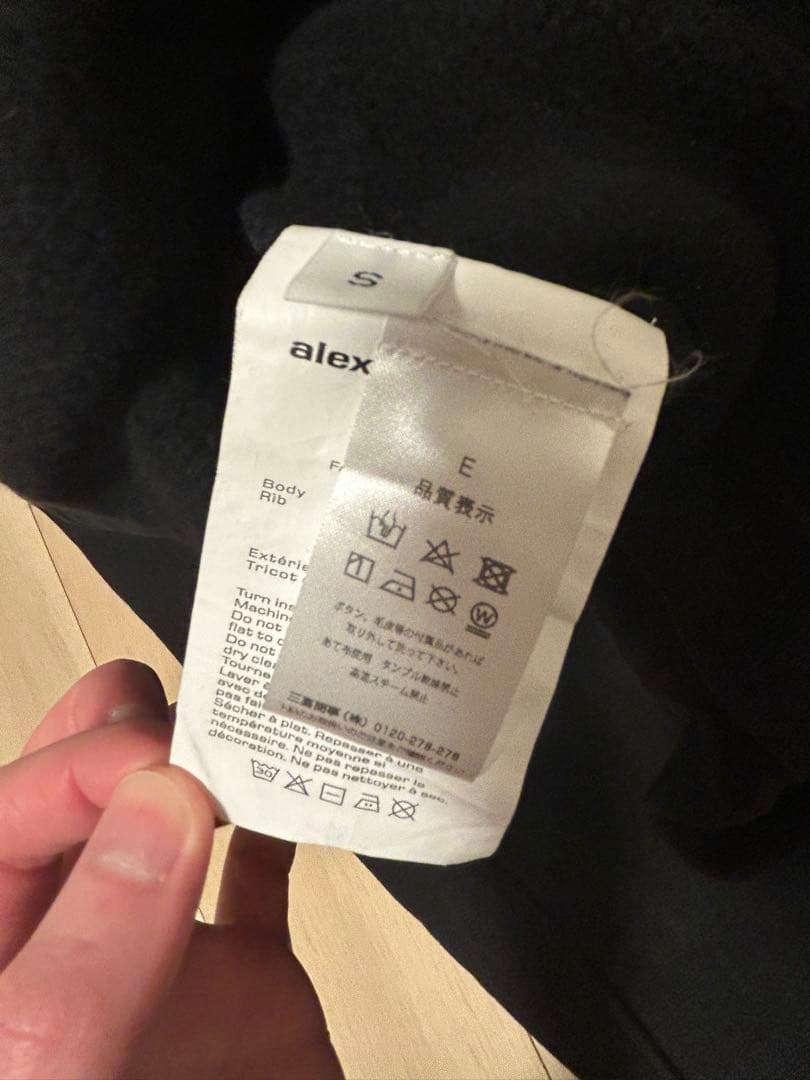 S
alex
Body
Rib
Extérie
Tricot
Turn ins
Machin
Do not
flat to d
Do not
dry clea
Tourne
Laver à
avec de
pas fai
Sécher à plat. Repasser à une
température moyenne si
nécessaire. Ne pas repasser la
décoration. Ne pas nettoyer à sec.
30
E
品質表示
W
ボタン、毛皮等の付属品があれば
取り外して洗って下さい。
あて布使用 タンブル乾燥禁止
高温スチーム禁止
三喜商事(株) 0120-278-278